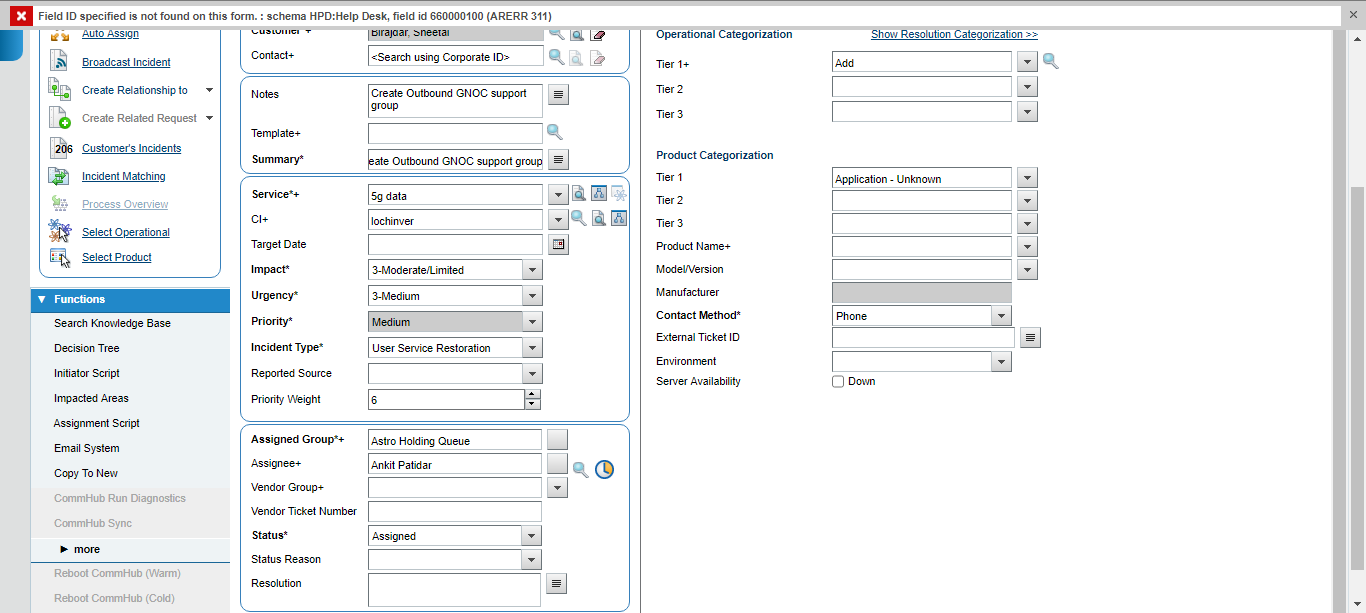 Field ID specified is not found on this form. : schema HPD:Help Desk, field id 660000100 (ARERR 311)
Auto Assign
Broadcast Incident
Create Relationship to
Create Related Request
206 Customer's Incidents
Incident Matching
Process Overview
Select Operational
Select Product
Functions
Search Knowledge Base
Decision Tree
Initiator Script
Impacted Areas
Assignment Script
Email System
Copy To New
CommHub Run Diagnostics
CommHub Sync
more
Reboot CommHub (Warm)
Reboot CommHub (Cold)
Customer*+ Birajdar, Sheetal
Contact+ <Search using Corporate ID>
Notes Create Outbound GNOC support
group
Template+
Summary* eate Outbound GNOC support group
Service*+ 5g data
CI+ lochinver
Target Date
Impact* 3-Moderate/Limited
Urgency* 3-Medium
Priority* Medium
Incident Type* User Service Restoration
Reported Source
Priority Weight 6
Assigned Group*+ Astro Holding Queue
Assignee+ Ankit Patidar
Vendor Group+
Vendor Ticket Number
Status* Assigned
Status Reason
Resolution
Operational Categorization Show Resolution Categorization >>
Tier 1+ Add
Tier 2
Tier 3
Product Categorization
Tier 1 Application - Unknown
Tier 2
Tier 3
Product Name+
Model/Version
Manufacturer
Contact Method* Phone
External Ticket ID
Environment
Server Availability Down